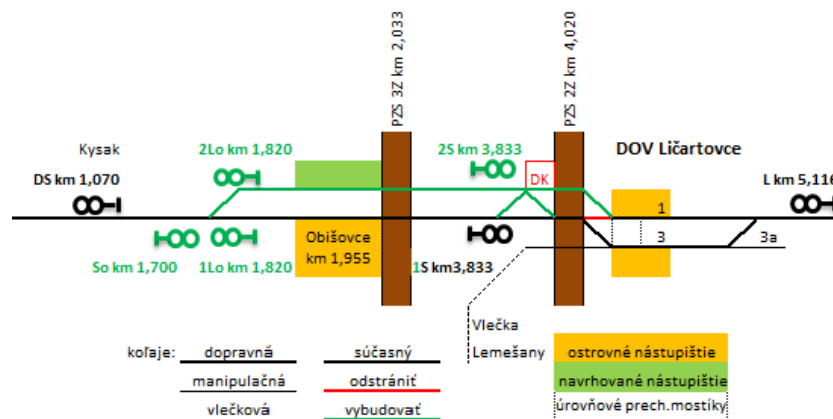 PZS 3Z km 2,033
PZS 2Z km 4,020
Kysak
2Lo km 1,820
2S km 3,833
DOV Ličartovce
DS km 1,070
DK
L km 5,116
1
Obišovce
km 1,955
3
3a
So km 1,700
1Lo km 1,820
1S km3,833
Vlečka
Lemešany
koľaje:
dopravná
súčasný
ostrovné nástupištie
manipulačná
odstrániť
navrhované nástupištie
vlečková
vybudovať
úrovňové prech.mostíky